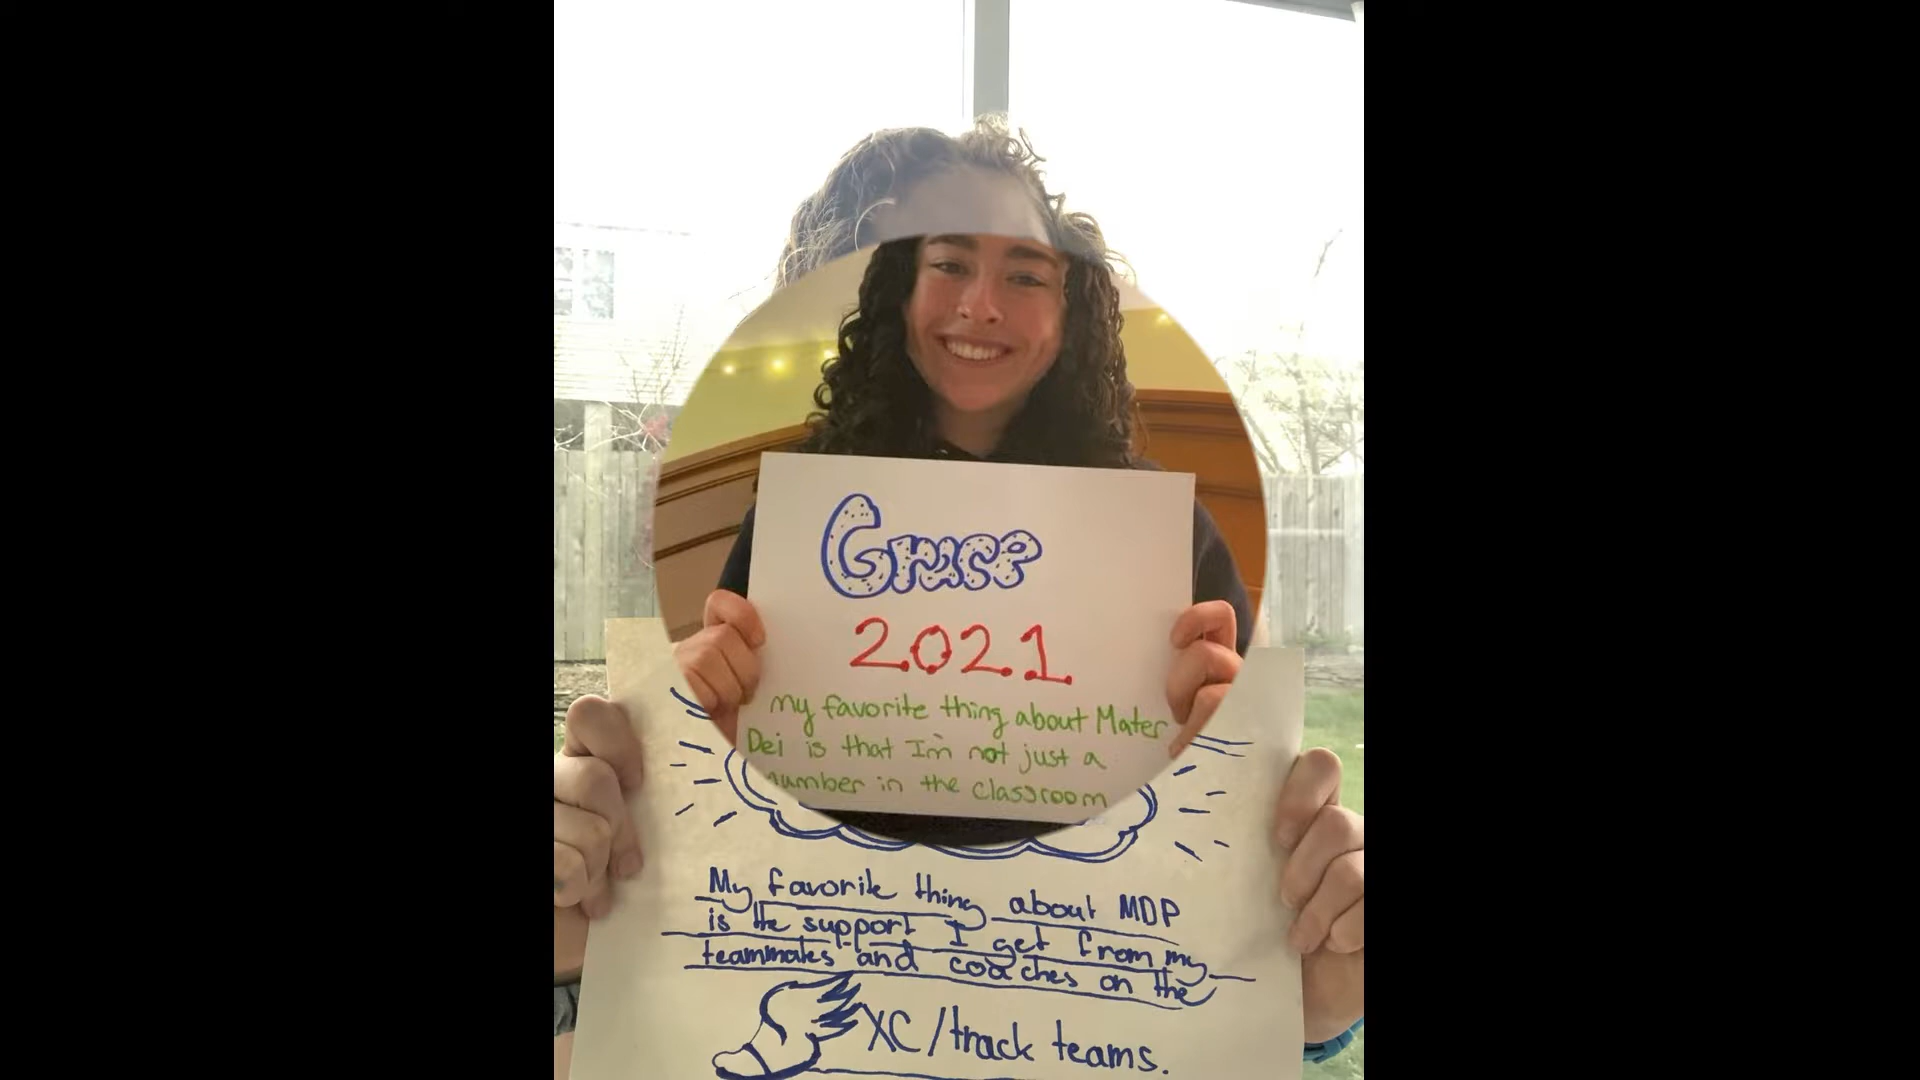 Grace
2021
My favorite thing about Mater
Dei is that I'm not just a
number in the classroom
My favorite thing about MDP
is the support I get from my
teammates and coaches on the
XC/track teams.